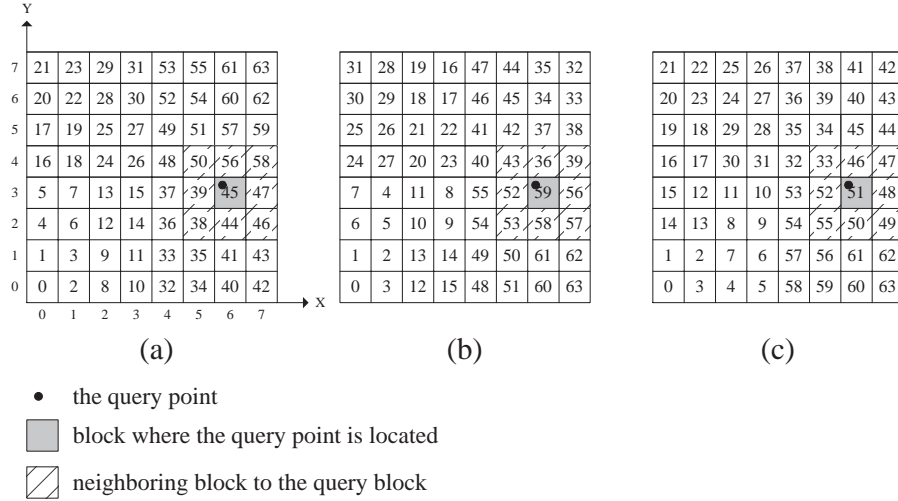 Y
7 21 23 29 31 53 55 61 63 31 28 19 16 47 44 35 32 21 22 25 26 37 38 41 42
6 20 22 28 30 52 54 60 62 30 29 18 17 46 45 34 33 20 23 24 27 36 39 40 43
5 17 19 25 27 49 51 57 59 25 26 21 22 41 42 37 38 19 18 29 28 35 34 45 44
4 16 18 24 26 48 50 56 58 24 27 20 23 40 43 36 39 16 17 30 31 32 33 46 47
3 5 7 13 15 37 39 45 47 7 4 11 8 55 52 59 56 15 12 11 10 53 52 51 48
2 4 6 12 14 36 38 44 46 6 5 10 9 54 53 58 57 14 13 8 9 54 55 50 49
1 1 3 9 11 33 35 41 43 1 2 13 14 49 50 61 62 1 2 7 6 57 56 61 62
0 0 2 8 10 32 34 40 42 0 3 12 15 48 51 60 63 0 3 4 5 58 59 60 63
0 1 2 3 4 5 6 7 X
(a) (b) (c)
the query point
block where the query point is located
neighboring block to the query block